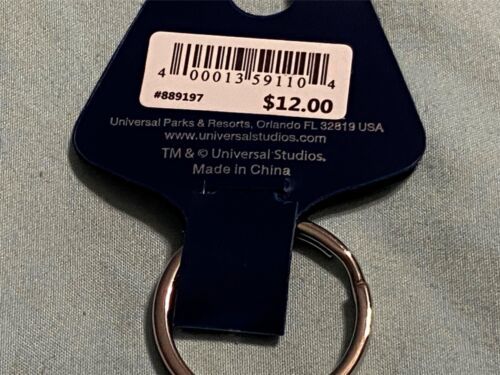 4 00013 59110 4
#889197 $12.00
Universal Parks & Resorts, Orlando FL 32819 USA
www.universalstudios.com
TM & © Universal Studios.
Made in China